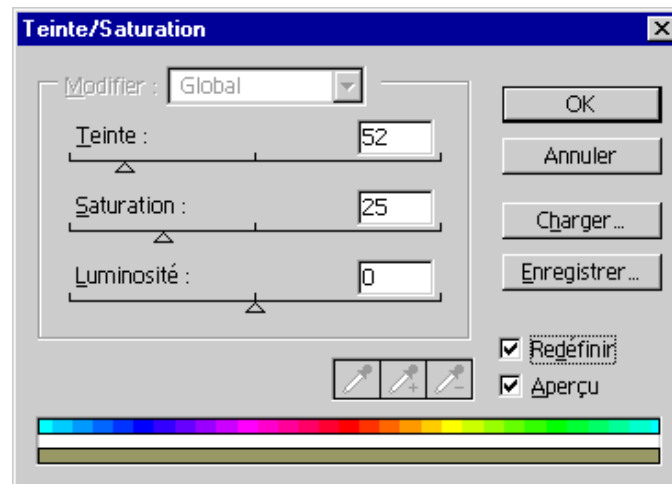 Teinte/Saturation
Modifier : Global
Teinte : 52
Saturation : 25
Luminosité : 0
OK
Annuler
Charger...
Enregistrer...
Redéfinir
Aperçu